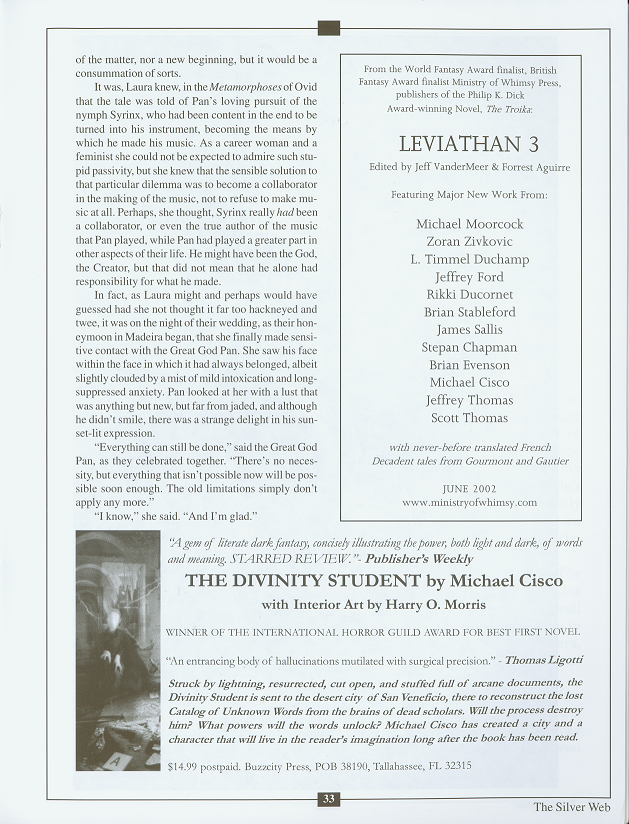 of the matter, nor a new beginning, but it would be a
consummation of sorts.
It was, Laura knew, in the Metamorphoses of Ovid
that the tale was told of Pan's loving pursuit of the
nymph Syrinx, who had been content in the end to be
turned into his instrument, becoming the means by
which he made his music. As a career woman and a
feminist she could not be expected to admire such stu-
pid passivity, but she knew that the sensible solution to
that particular dilemma was to become a collaborator
in the making of the music, not to refuse to make mu-
sic at all. Perhaps, she thought, Syrinx really had been
a collaborator, or even the true author of the music
that Pan played, while Pan had played a greater part in
other aspects of their life. He might have been the God,
the Creator, but that did not mean that he alone had
responsibility for what he made.
In fact, as Laura might and perhaps would have
guessed had she not thought it far too hackneyed and
twee, it was on the night of their wedding, as their hon-
eymoon in Madeira began, that she finally made sensi-
tive contact with the Great God Pan. She saw his face
within the face in which it had always belonged, albeit
slightly clouded by a mist of mild intoxication and long-
suppressed anxiety. Pan looked at her with a lust that
was anything but new, but far from jaded, and although
he didn't smile, there was a strange delight in his sun-
set-lit expression.
"Everything can still be done," said the Great God
Pan, as they celebrated together. "There's no neces-
sity, but everything that isn't possible now will be pos-
sible soon enough. The old limitations simply don't
apply any more."
"I know," she said. "And I'm glad."
From the World Fantasy Award finalist, British
Fantasy Award finalist Ministry of Whimsy Press,
publishers of the Philip K. Dick
Award-winning Novel, The Troika:
LEVIATHAN 3
Edited by Jeff VanderMeer & Forrest Aguirre
Featuring Major New Work From:
Michael Moorcock
Zoran Zivkovic
L. Timmel Duchamp
Jeffrey Ford
Rikki Ducornet
Brian Stableford
James Sallis
Stepan Chapman
Brian Evenson
Michael Cisco
Jeffrey Thomas
Scott Thomas
with never-before translated French
Decadent tales from Gourmont and Gautier
JUNE 2002
www.ministryofwhimsy.com
"A gem of literate dark fantasy, concisely illustrating the power, both light and dark, of words
and meaning. STARRED REVIEW."- Publisher's Weekly
THE DIVINITY STUDENT by Michael Cisco
with Interior Art by Harry O. Morris
WINNER OF THE INTERNATIONAL HORROR GUILD AWARD FOR BEST FIRST NOVEL
"An entrancing body of hallucinations mutilated with surgical precision." - Thomas Ligotti
Struck by lightning, resurrected, cut open, and stuffed full of arcane documents, the
Divinity Student is sent to the desert city of San Veneficio, there to reconstruct the lost
Catalog of Unknown Words from the brains of dead scholars. Will the process destroy
him? What powers will the words unlock? Michael Cisco has created a city and a
character that will live in the reader's imagination long after the book has been read.
$14.99 postpaid. Buzzcity Press, POB 38190, Tallahassee, FL 32315
A
33
The Silver Web